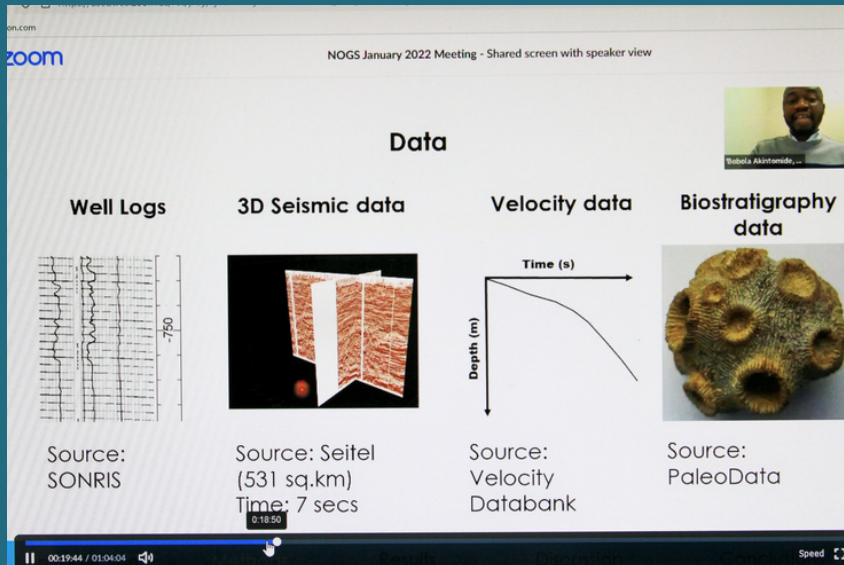 on.com
zoom
NOGS January 2022 Meeting - Shared screen with speaker view
Data
Bobola Akintomide, ...
Well Logs
3D Seismic data
Velocity data
Biostratigraphy
data
-750
Time (s)
Depth (m)
Source:
SONRIS
Source: Seitel
(531 sq.km)
Time: 7 secs
Source:
Velocity
Databank
Source:
PaleoData
0:18:50
00:19:44 / 01:04:04
Results
Discussion
Speed